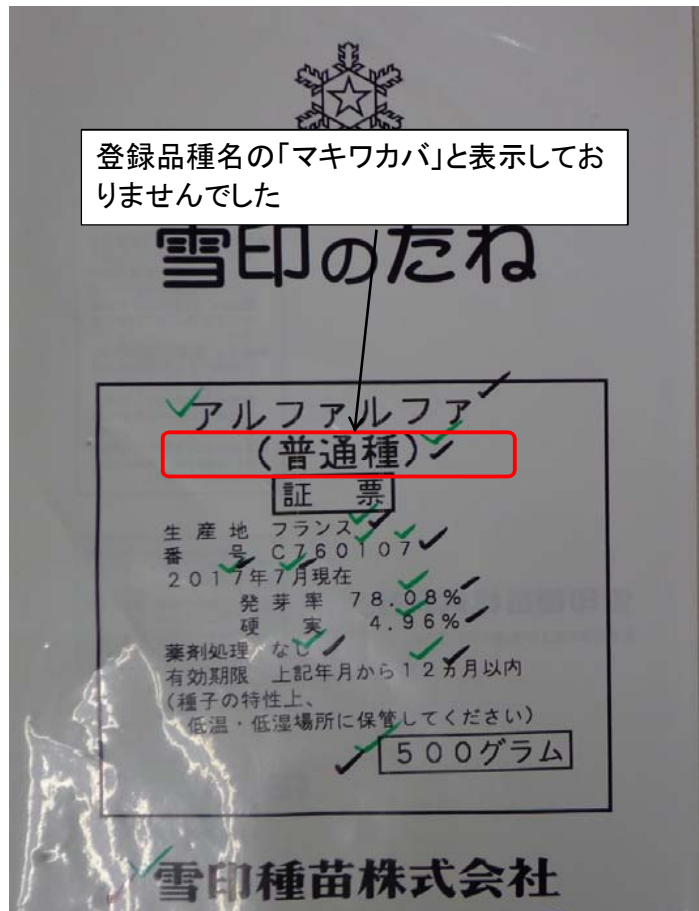 登録品種名の「マキワカバ」と表示してお
りませんでした
雪印のたね
アルファルファ
(普通種)
証 票
生産地 フランス
番 号 C760107
2017年7月現在
発芽率 78.08%
硬 実 4.96%
薬剤処理 なし
有効期限 上記年月から12ヵ月以内
(種子の特性上、
低温・低湿場所に保管してください)
500グラム
雪印種苗株式会社